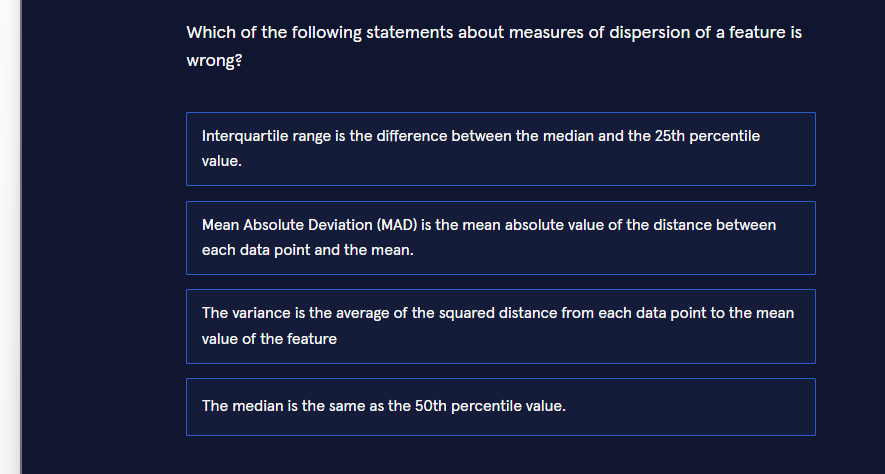 Which of the following statements about measures of dispersion of a feature is
wrong?
Interquartile range is the difference between the median and the 25th percentile
value.
Mean Absolute Deviation (MAD) is the mean absolute value of the distance between
each data point and the mean.
The variance is the average of the squared distance from each data point to the mean
value of the feature
The median is the same as the 50th percentile value.